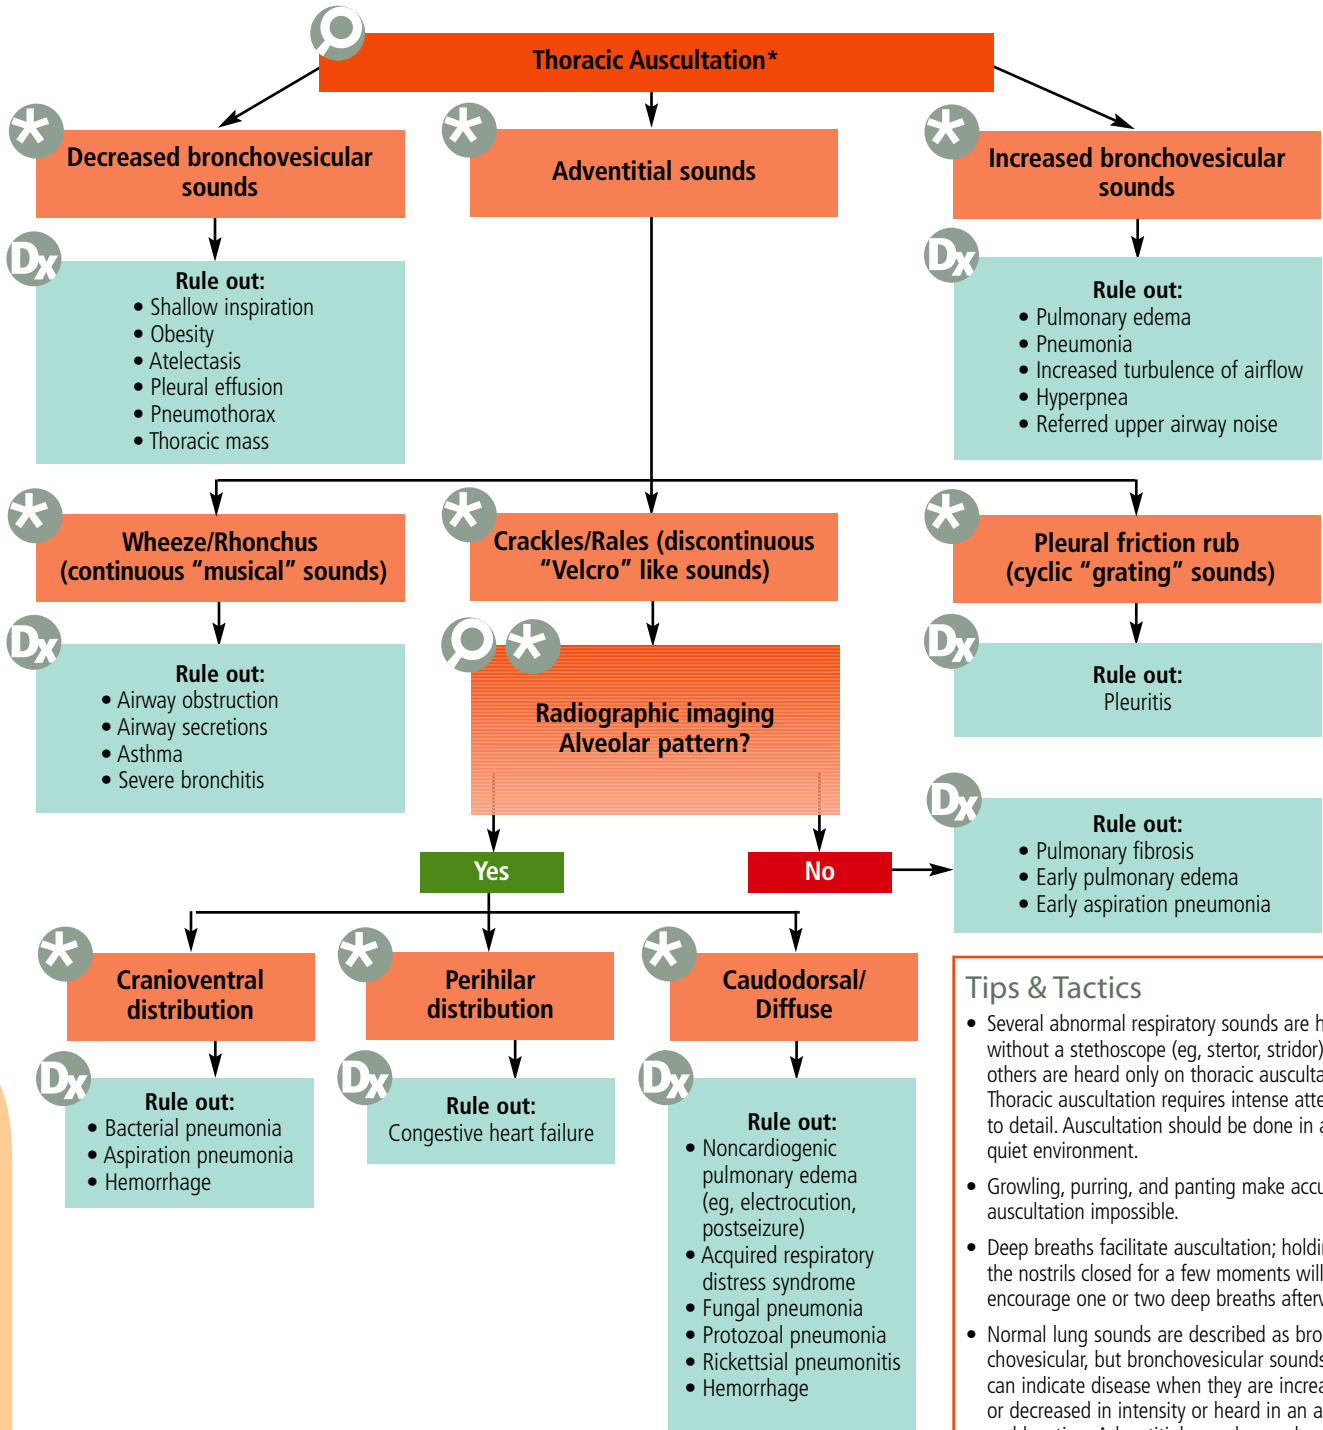 Thoracic Auscultation*
Decreased bronchovesicular
sounds
Adventitial sounds
Increased bronchovesicular
sounds
Dx
Rule out:
• Shallow inspiration
• Obesity
• Atelectasis
• Pleural effusion
• Pneumothorax
• Thoracic mass
Dx
Rule out:
• Pulmonary edema
• Pneumonia
• Increased turbulence of airflow
• Hyperpnea
• Referred upper airway noise
Wheeze/Rhonchus
(continuous “musical” sounds)
Crackles/Rales (discontinuous
“Velcro” like sounds)
Pleural friction rub
(cyclic “grating” sounds)
Dx
Rule out:
• Airway obstruction
• Airway secretions
• Asthma
• Severe bronchitis
Radiographic imaging
Alveolar pattern?
Dx
Rule out:
Pleuritis
Yes
No
Dx
Rule out:
• Pulmonary fibrosis
• Early pulmonary edema
• Early aspiration pneumonia
Cranioventral
distribution
Perihilar
distribution
Caudodorsal/
Diffuse
Dx
Rule out:
• Bacterial pneumonia
• Aspiration pneumonia
• Hemorrhage
Dx
Rule out:
Congestive heart failure
Dx
Rule out:
• Noncardiogenic
pulmonary edema
(eg, electrocution,
postseizure)
• Acquired respiratory
distress syndrome
• Fungal pneumonia
• Protozoal pneumonia
• Rickettsial pneumonitis
• Hemorrhage
Tips & Tactics
• Several abnormal respiratory sounds are
without a stethoscope (eg, stertor, stridor)
others are heard only on thoracic
Thoracic auscultation requires intense
to detail. Auscultation should be done in a
quiet environment.
• Growling, purring, and panting make
auscultation impossible.
• Deep breaths facilitate auscultation;
the nostrils closed for a few moments will
encourage one or two deep breaths
• Normal lung sounds are described as bro
chovesicular, but bronchovesicular sounds
can indicate disease when they are
or decreased in intensity or heard in an